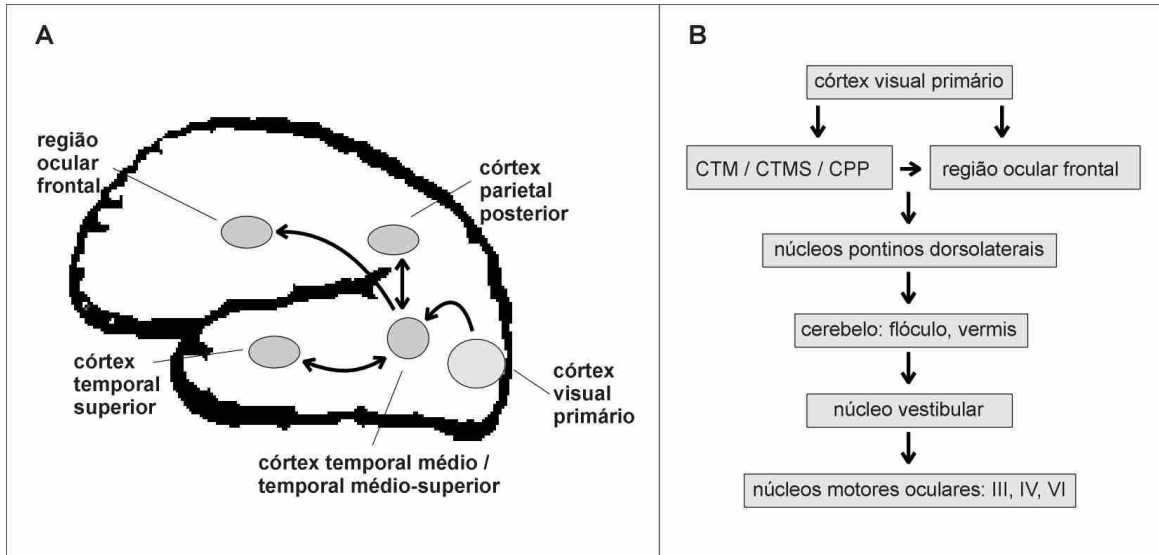 A
região
ocular
frontal
córtex
parietal
posterior
córtex
temporal
superior
córtex
visual
primário
córtex temporal médio /
temporal médio-superior
B
córtex visual primário
CTM / CTMS / CPP
região ocular frontal
núcleos pontinos dorsolaterais
cerebelo: flóculo, vermis
núcleo vestibular
núcleos motores oculares: III, IV, VI